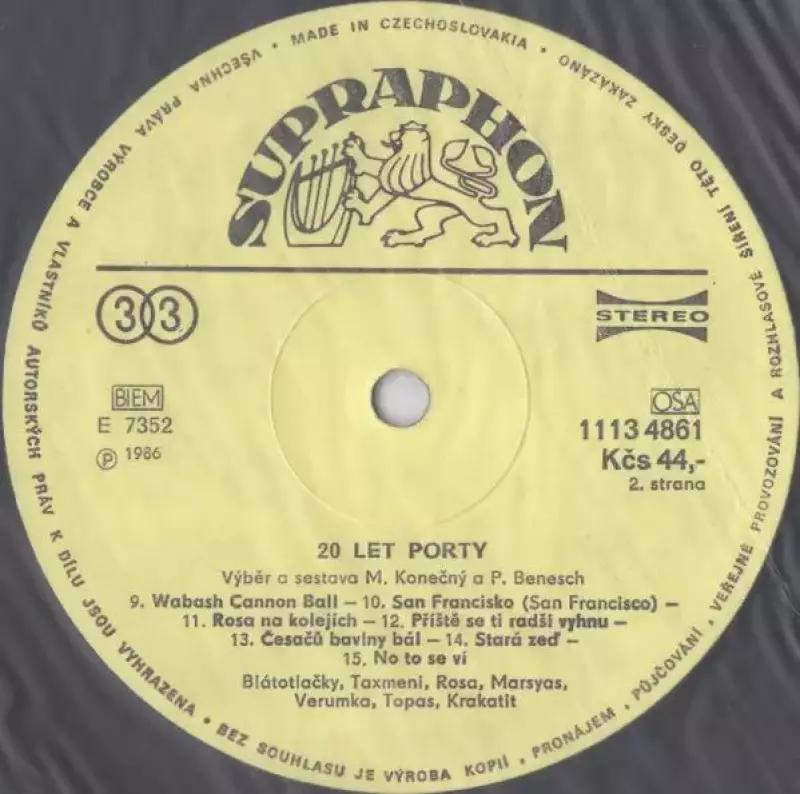 MADE IN CZECHOSLOVAKIA •
VŠECHNA PRÁVA VÝROBCE A VLASTNÍKŮ AUTORSKÝCH PRÁV K DÍLU JSOU VYHRAZENA • BEZ SOUHLASU JE VÝROBA KOPIÍ • PRONÁJEM • PŮJČOVÁNÍ • VEŘEJNÉ PROVOZOVÁNÍ A ROZHLASOVÉ ŠÍŘENÍ TÉTO DESKY ZAKÁZÁNO •
SUPRAPHON
33
STEREO
BIEM
E 7352
Ⓟ 1986
OSA
1113 4861
Kčs 44,-
2. strana
20 LET PORTY
Výběr a sestava M. Konečný a P. Benesch
9. Wabash Cannon Ball – 10. San Francisko (San Francisco) –
11. Rosa na kolejích – 12. Příště se ti radši vyhnu –
13. Česačů bavlny bál – 14. Stará zeď –
15. No to se ví
Blátotlačky, Taxmeni, Rosa, Marsyas,
Verumka, Topas, Krakatit